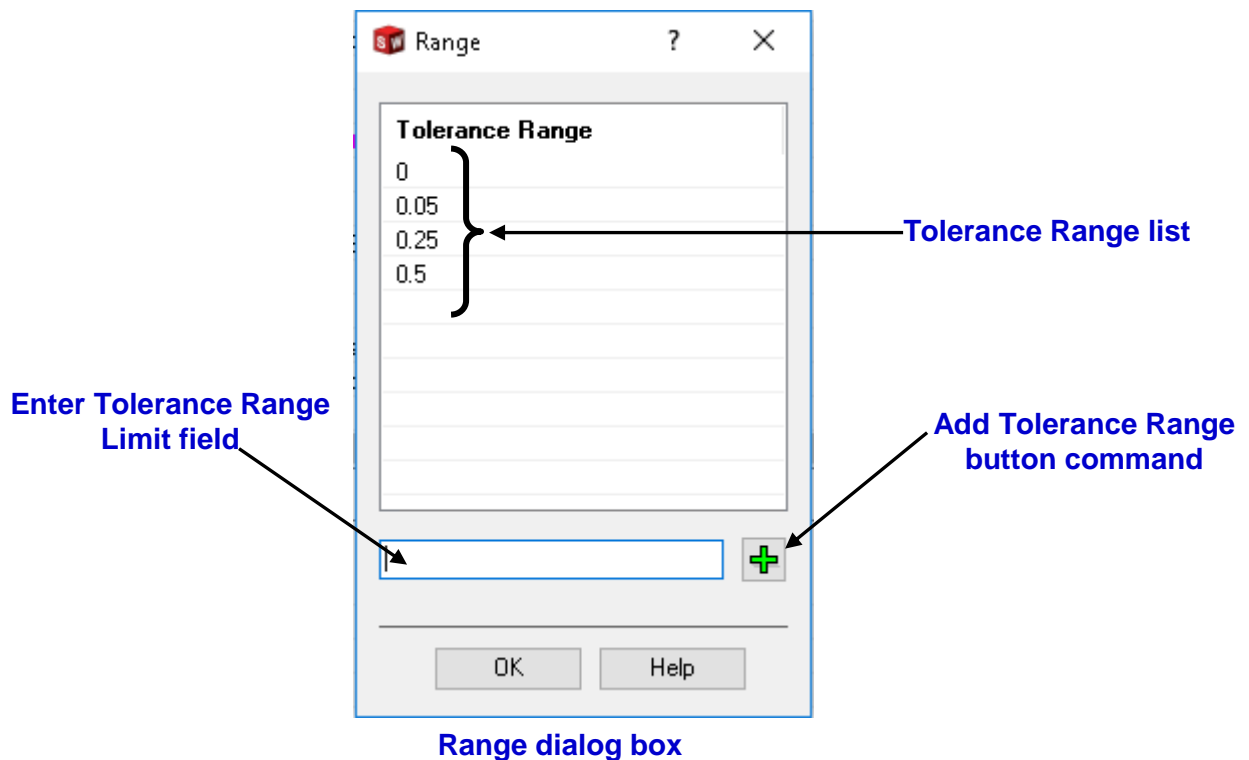 SW Range ?
Tolerance Range
0
0.05
0.25
0.5
Tolerance Range list
Enter Tolerance Range
Limit field
Add Tolerance Range
button command
OK Help
Range dialog box